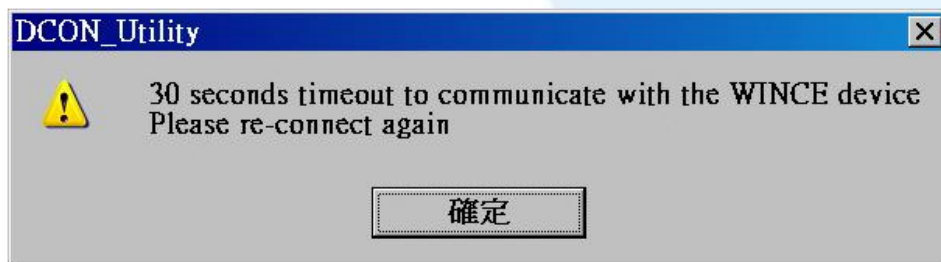 DCON_Utility
30 seconds timeout to communicate with the WINCE device
Please re-connect again
確定